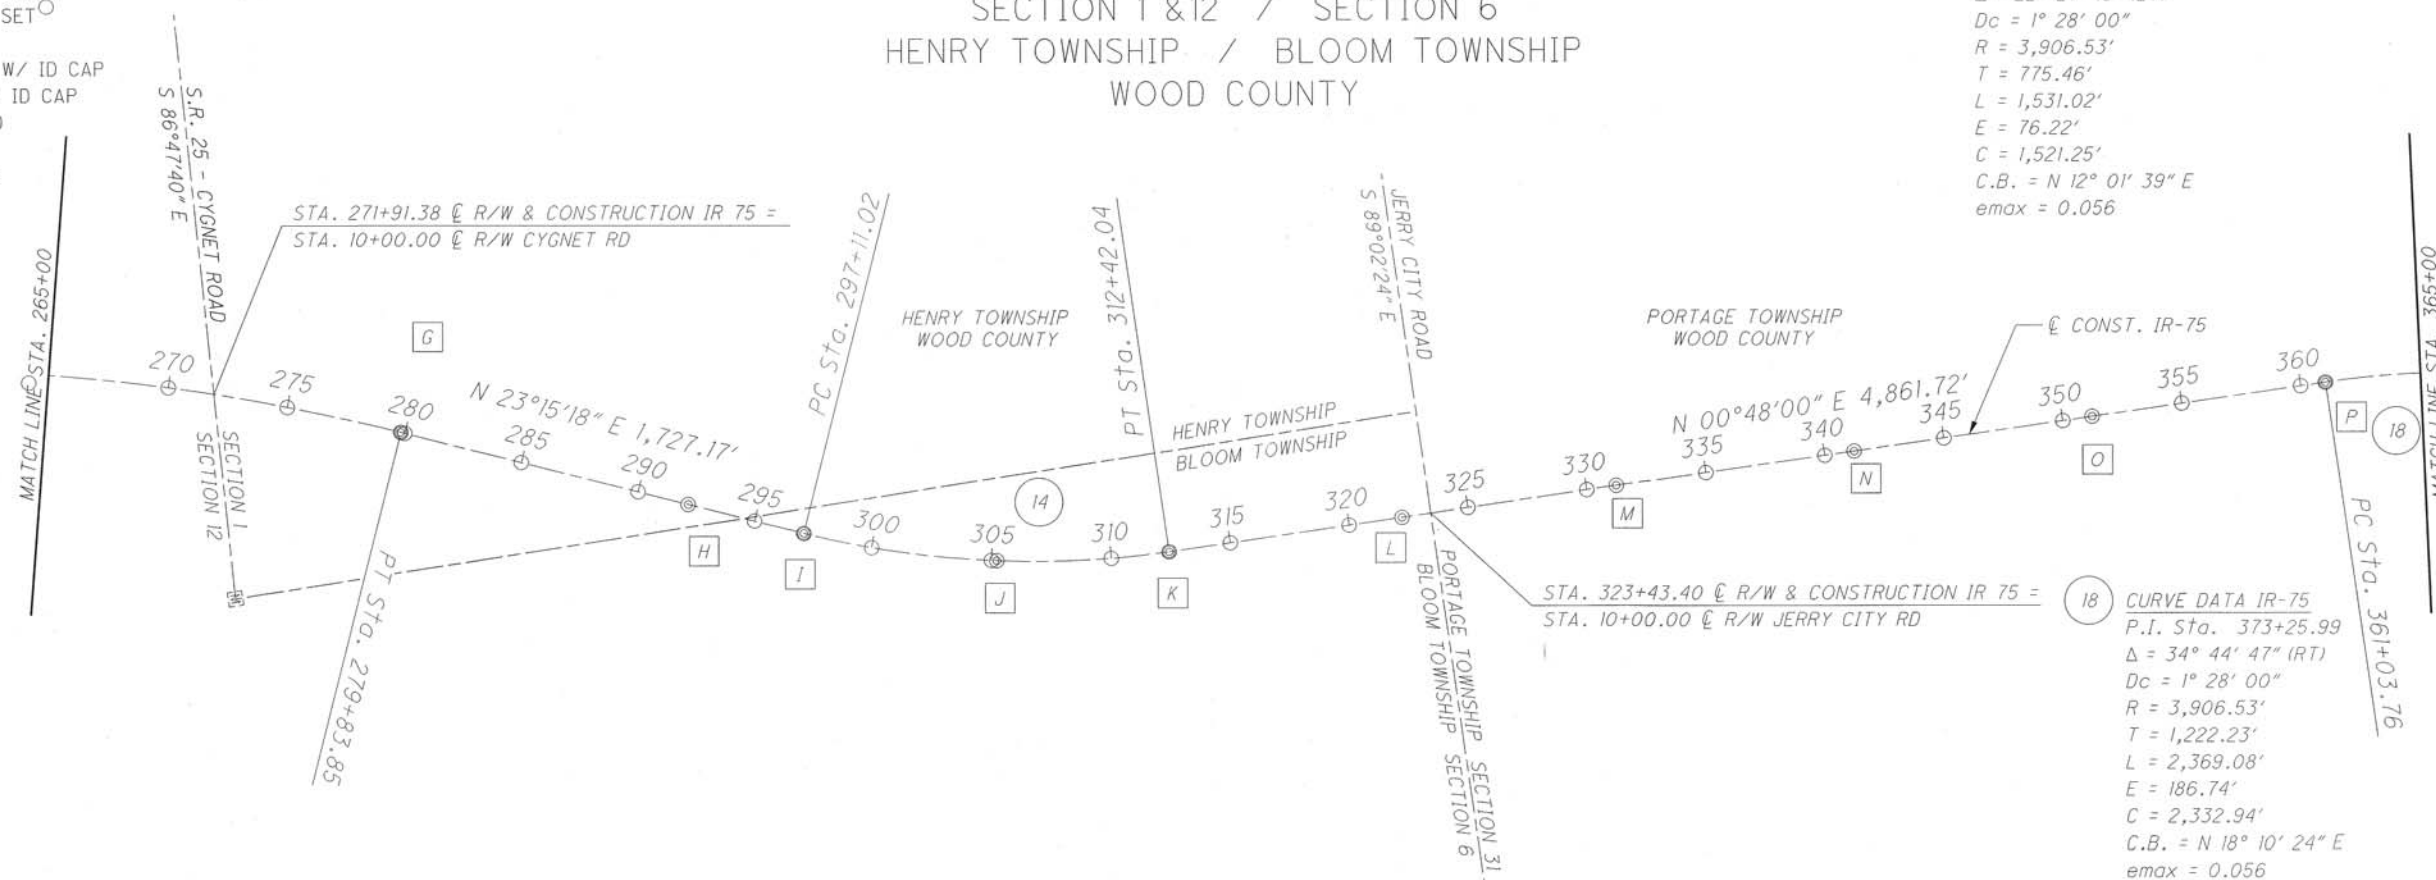 SET
W/ ID CAP
ID CAP
SECTION 1 &12 / SECTION 6
HENRY TOWNSHIP / BLOOM TOWNSHIP
WOOD COUNTY
Dc = 1° 28' 00"
R = 3,906.53'
T = 775.46'
L = 1,531.02'
E = 76.22'
C = 1,521.25'
C.B. = N 12° 01' 39" E
emax = 0.056
MATCH LINE STA. 265+00
S.R. 25 - CYGNET ROAD
S 86°47'40" E
SECTION 1
SECTION 12
STA. 271+91.38 ℄ R/W & CONSTRUCTION IR 75 =
STA. 10+00.00 ℄ R/W CYGNET RD
270
275
280
285
290
295
300
305
310
315
320
325
330
335
340
345
350
355
360
G
H
I
J
K
L
M
N
O
P
N 23°15'18" E 1,727.17'
PT Sta. 279+83.85
PC Sta. 297+11.02
HENRY TOWNSHIP
WOOD COUNTY
PT Sta. 312+42.04
14
HENRY TOWNSHIP
BLOOM TOWNSHIP
JERRY CITY ROAD
S 89°02'24" E
PORTAGE TOWNSHIP SECTION 31
BLOOM TOWNSHIP SECTION 6
PORTAGE TOWNSHIP
WOOD COUNTY
℄ CONST. IR-75
N 00°48'00" E 4,861.72'
STA. 323+43.40 ℄ R/W & CONSTRUCTION IR 75 =
STA. 10+00.00 ℄ R/W JERRY CITY RD
18
PC Sta. 361+03.76
MATCH LINE STA. 365+00
18
CURVE DATA IR-75
P.I. Sta. 373+25.99
Δ = 34° 44' 47" (RT)
Dc = 1° 28' 00"
R = 3,906.53'
T = 1,222.23'
L = 2,369.08'
E = 186.74'
C = 2,332.94'
C.B. = N 18° 10' 24" E
emax = 0.056